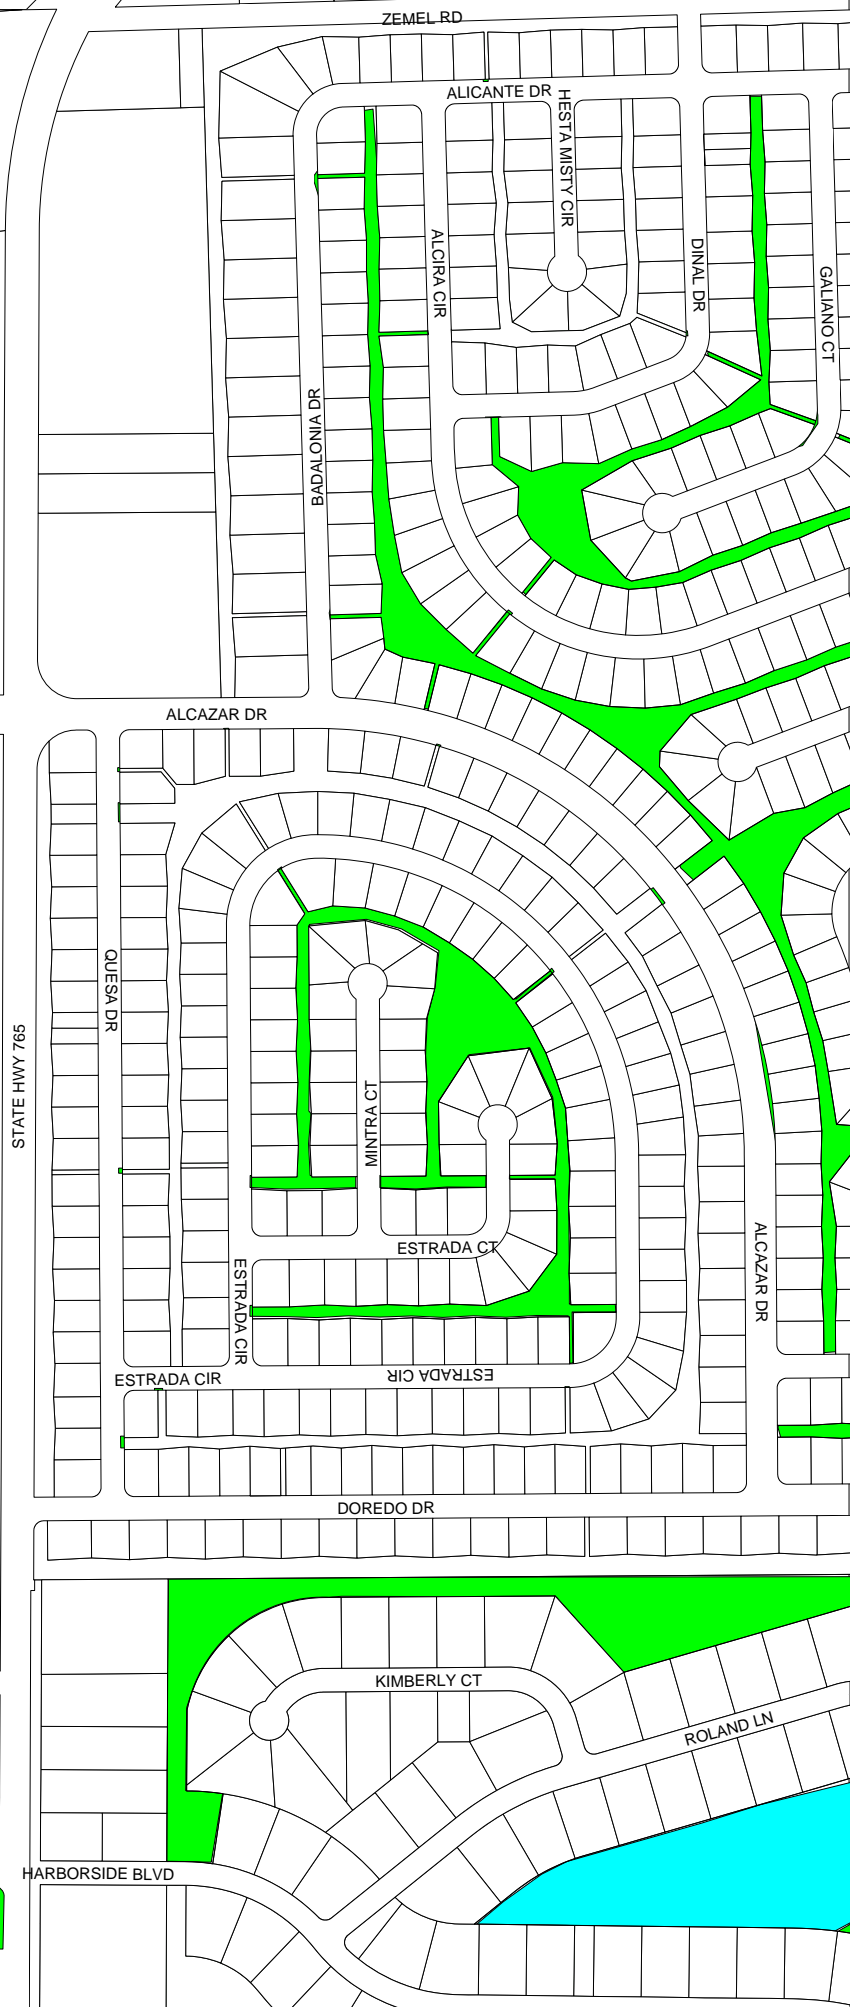 ZEMEL RD
ALICANTE DR
HESTA MISTY CIR
ALCIRA CIR
DINAL DR
GALIANO CT
BADALONIA DR
ALCAZAR DR
QUESA DR
STATE HWY 765
MINTRA CT
ESTRADA CT
ESTRADA CIR
ALCAZAR DR
ESTRADA CIR
ESTRADA CIR
DOREDO DR
KIMBERLY CT
ROLAND LN
HARBORSIDE BLVD